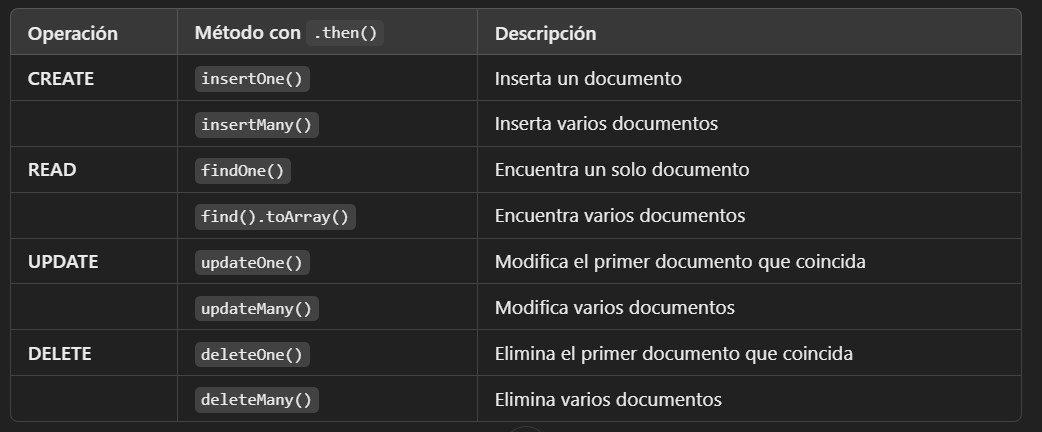 Operación Método con .then() Descripción
CREATE insertOne() Inserta un documento
insertMany() Inserta varios documentos
READ findOne() Encuentra un solo documento
find().toArray() Encuentra varios documentos
UPDATE updateOne() Modifica el primer documento que coincida
updateMany() Modifica varios documentos
DELETE deleteOne() Elimina el primer documento que coincida
deleteMany() Elimina varios documentos